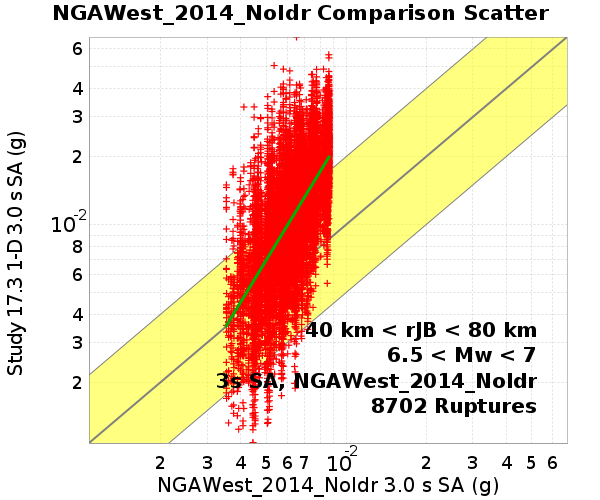 NGAWest_2014_NoIdr Comparison Scatter
Study 17.3 1-D 3.0 s SA (g)
6
4
3
2
10-2
8
6
4
3
2
40 km < rJB < 80 km
6.5 < Mw < 7
3s SA, NGAWest_2014_NoIdr
8702 Ruptures
2 3 4 5 6 7 10-2 2 3 4 5 6
NGAWest_2014_NoIdr 3.0 s SA (g)